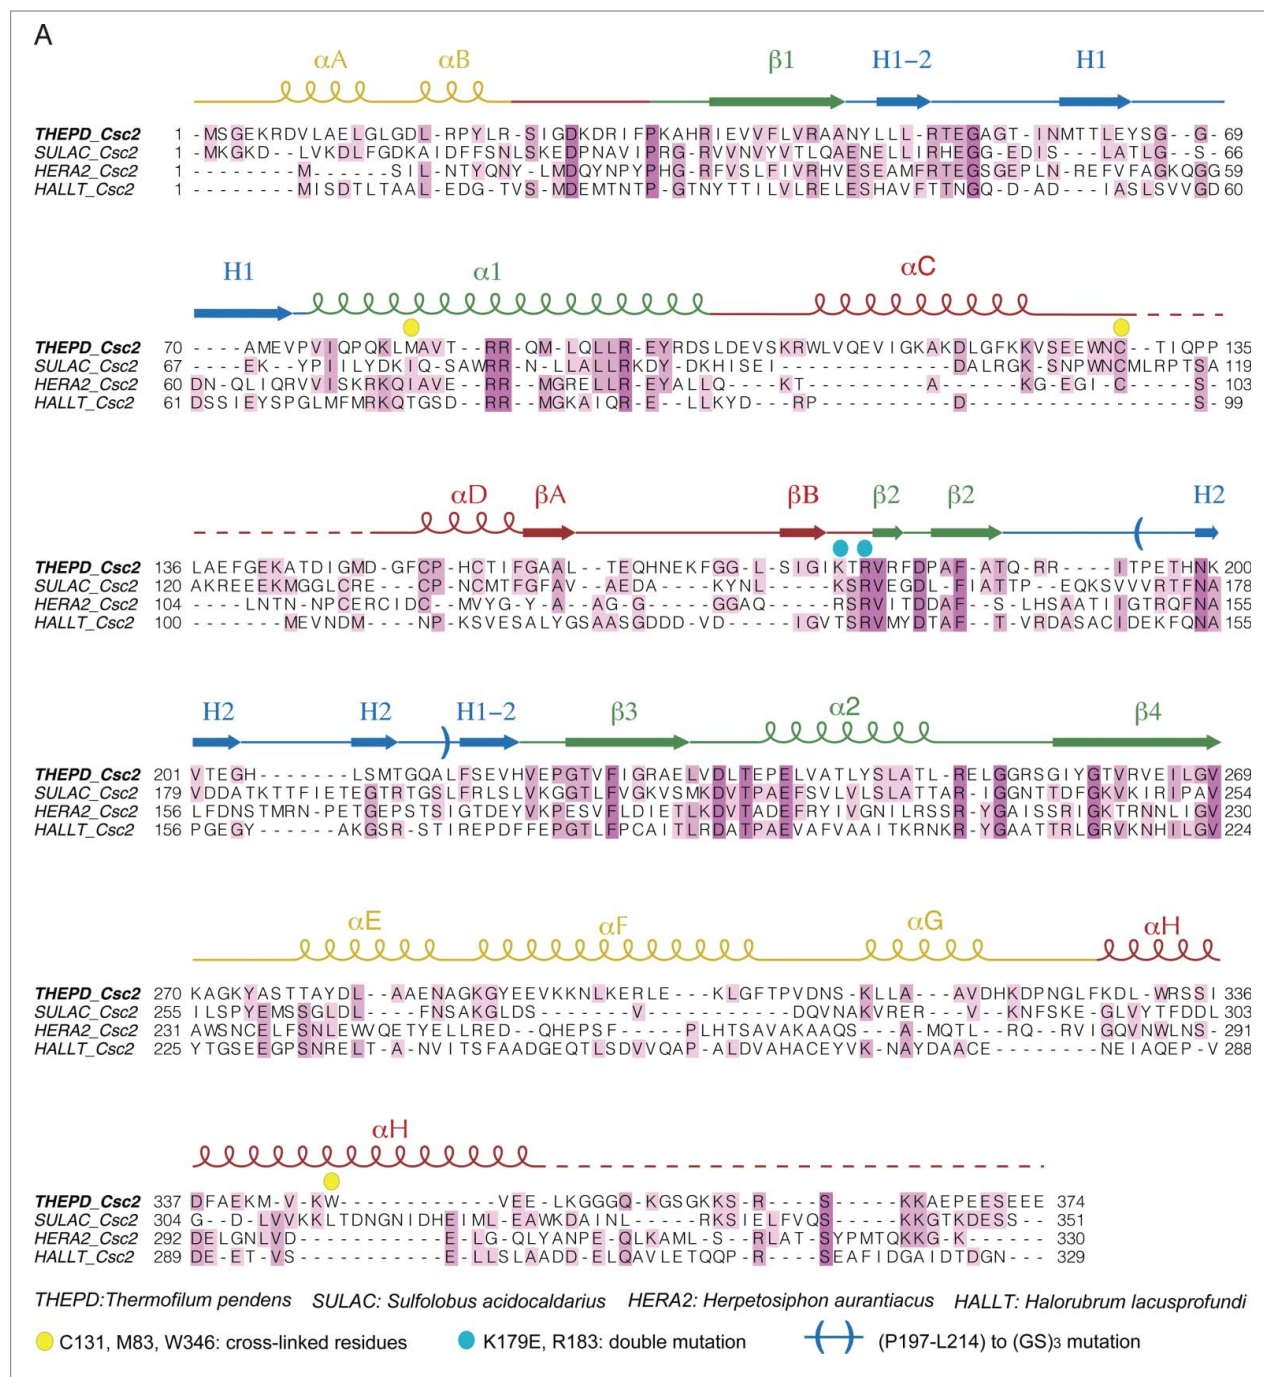 A
αA αB β1 H1-2 H1
THEPD_Csc2 1 -MSGEKRDVLAELGLGDL-RPYLR-SIGDKDRIFPKAHRIEVVFLVRAANYLLL-RTEGAGT-INMTTLEYSG--G- 69
SULAC_Csc2 1 -MKGKD--LVKDLFGDKAIDFFSNLSKEDPNAVIPRG-RVVNVYVTLQAENELLIRHEGG-EDIS---LATLG--S- 66
HERA2_Csc2 1 --------M------SIL-NTYQNY-LMDQYNPYPHG-RFVSLFIVRHVESEAMFRTEGSGEPLN-REFVFAGKQGG 59
HALLT_Csc2 1 --------MISDTLTAAL-EDG-TVS-MDEMTNTP-GTNYTTILVLRELESHAVFTTNGQ-D-AD---IASLSVVGD 60
H1 α1 αC
THEPD_Csc2 70 ----AMEVPVIQPQKLMAVT--RR-QM-LQLLR-EYRDSLDEVSKRWLVQEVIGKAKDLGFKKVSEEWNC--TIQPP 135
SULAC_Csc2 67 ----EK--YPIILYDKIQ-SAWRR-N-LLALLRKDY-DKHISEI---------DALRGK-SNPWNCMLRPTSA 119
HERA2_Csc2 60 DN-QLIQRVVISKRKQIAVE--RR--MGRELLR-EYALLQ----KT---------A------KG-EGI-C-----S- 103
HALLT_Csc2 61 DSSIEYSPGLMFMRKQTGSD--RR--MGKAIQR-E--LLKYD--RP----------D-----------------S- 99
αD βA βB β2 β2 H2
THEPD_Csc2 136 LAEFGEKATDIGMD-GFCP-HCTIFGAAL--TEQHNEKFGG-L-SIGIKTRVRFDPAF-ATQ-RR---ITPETHNK 200
SULAC_Csc2 120 AKREEEKMGGLCRE---CP-NCMTFGFAV--AEDA----KYNL-----KSRVEGDL-FIATTP-EQKSVVVRTFNA 178
HERA2_Csc2 104 ----LNTN-NPCERCIDC--MVYG-Y-A--AG-G-----GGAQ-----RSRVITDDAF--S-LHSAATIIGTRQFNA 155
HALLT_Csc2 100 -------MEVNDM----NP-KSVESALYGSAASGDDD-VD-----IGVTSRVMYDTAF--T-VRDASACIDEKFQNA 155
H2 H2 H1-2 β3 α2 β4
THEPD_Csc2 201 VTEGH-------LSMTGQALFSEVHVEPGTVFIGRAELVDLTEPELVATLYSLATL-RELGGRSGIYGTVRVEILGV 269
SULAC_Csc2 179 VDDATKTTFIETEGTRTGSLFRLSLVKGGTLFVGKVSMKDVTPAEFSVLVLSLATTAR-IGGNTTDFGKVKIRIPAV 254
HERA2_Csc2 156 LFDNSTMRN-PETGEPSTSIGTDEYVKPESVFLDIETLKDVTADEFRYIVGNILRSSR-YGAISSRIGKTRNNLIGV 230
HALLT_Csc2 156 PGEGY------AKGSR-STIREPDFFEPGTLFPCAITLRDATPAEVAFVAAITKRNKR-YGAATTRLGRVKNHILGV 224
αE αF αG αH
THEPD_Csc2 270 KAGKYASTTAYDL--AAENAGKGYEEVKKNLKERLE---KLGFTPVDNS-KLLA---AVDHKDPNGLFKDL-WRSSI 336
SULAC_Csc2 255 ILSPYEMSSGLDL----FNSAKGLDS-----V---------DQVNAKVRER---V--KNFSKE-GLVYTFDDL 303
HERA2_Csc2 231 AWSNCELFSNLEWVQETYELLRED--QHEPSF-----PLHTSAVAKAAQS---A-MQTL--RQ--RVIGQVNWLNS- 291
HALLT_Csc2 225 YTGSEEGPSNRELT-A-NVITSFAADGEQTLSDVVQAPA-ALDVAHACEYVK-NAYDAACE-----NEIAQEP-V 288
αH
THEPD_Csc2 337 DFAEKM-V-KW------------VEE-LKGGGQ-KGSGKKS-R----S-----KKAEPEESEEE 374
SULAC_Csc2 304 G--D-LVVKKLTDNGNIDHEIML-EAWKDAINL-----RKS-IELFVQS-----KKGTKDESS-- 351
HERA2_Csc2 292 DELGNLVD-----------E-LG-QLYANPE-QLKAML-S--RLAT-SYPMTQKKG-K---- 330
HALLT_Csc2 289 DE-ET-VS-----------E-LLSLAADD-ELQAVLETQQP-R----SEAFIDGAIDTDGN--- 329
THEPD:Thermofilum pendens SULAC: Sulfolobus acidocaldarius HERA2: Herpetosiphon aurantiacus HALLT: Halorubrum lacusprofundi
C131, M83, W346: cross-linked residues K179E, R183: double mutation (P197-L214) to (GS)3 mutation